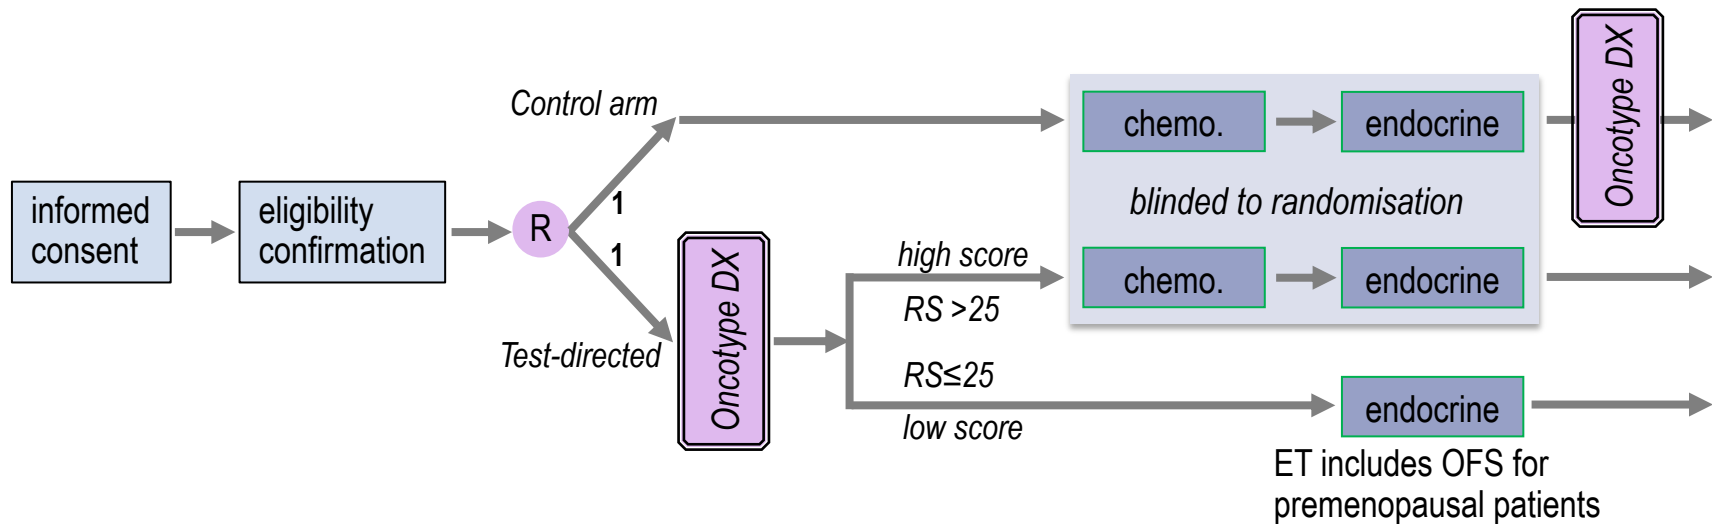 Control arm
chemo.
endocrine
Oncotype DX
informed
consent
eligibility
confirmation
R
1
1
blinded to randomisation
Test-directed
Oncotype DX
high score
RS >25
chemo.
endocrine
RS≤25
low score
endocrine
ET includes OFS for
premenopausal patients